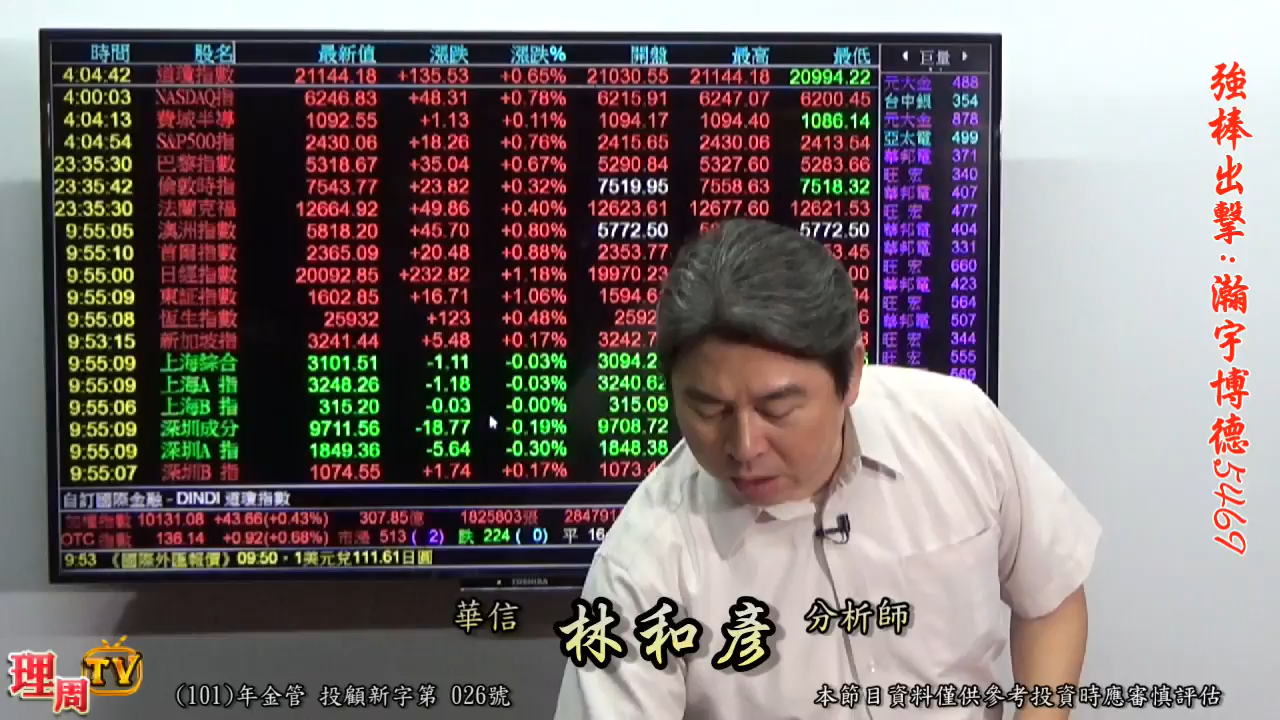 時間 股名 最新值 漲跌 漲跌% 開盤 最高 最低 巨量
4:04:42 道瓊指數 21144.18 +135.53 +0.65% 21030.55 21144.18 20994.22
4:00:03 NASDAQ指 6246.83 +48.31 +0.78% 6215.91 6247.07 6200.45
4:04:13 費城半導 1092.55 +1.13 +0.11% 1094.17 1094.40 1086.14
4:04:54 S&P500指 2430.06 +18.26 +0.76% 2415.65 2430.06 2413.54
23:35:30 巴黎指數 5318.67 +35.04 +0.67% 5290.84 5327.60 5283.66
23:35:42 倫敦時指 7543.77 +23.82 +0.32% 7519.95 7558.63 7518.32
23:35:30 法蘭克福 12664.92 +49.86 +0.40% 12623.61 12677.60 12621.53
9:55:05 澳洲指數 5818.20 +45.70 +0.80% 5772.50 5772.50
9:55:10 首爾指數 2365.09 +20.48 +0.88% 2353.77 53.45
9:55:00 日經指數 20092.85 +232.82 +1.18% 19970.23 .00
9:55:09 東証指數 1602.85 +16.71 +1.06% 1594.6
9:55:08 恆生指數 25932 +123 +0.48% 2592
9:53:15 新加坡指 3241.44 +5.48 +0.17% 3242.7
9:55:09 上海綜合 3101.51 -1.11 -0.03% 3094.2
9:55:09 上海A 指 3248.26 -1.18 -0.03% 3240.62
9:55:06 上海B 指 315.20 -0.03 -0.00% 315.09
9:55:09 深圳成分 9711.56 -18.77 -0.19% 9708.72
9:55:09 深圳A 指 1849.36 -5.64 -0.30% 1848.38
9:55:07 深圳B 指 1074.55 +1.74 +0.17% 1073.4
元大金 488
台中銀 354
元大金 878
亞太電 499
華邦電 371
旺 宏 340
華邦電 407
旺 宏 477
華邦電 404
華邦電 331
旺 宏 660
華邦電 423
旺 宏 564
華邦電 507
旺 宏 344
旺 宏 555
569
自訂國際金融 - DINDI 道瓊指數
加權指數 10131.08 +43.66(+0.43%) 307.85億 1825803張 284791
OTC 指數 136.14 +0.92(+0.68%) 市漲 513 ( 2) 跌 224 ( 0) 平 16
9:53 《國際外匯報價》09:50，1美元兌111.61日圓
TOSHIBA
強棒出擊:瀚宇博德5469
華信 林和彥 分析師
理周TV
(101)年金管 投顧新字第 026號
本節目資料僅供參考投資時應審慎評估